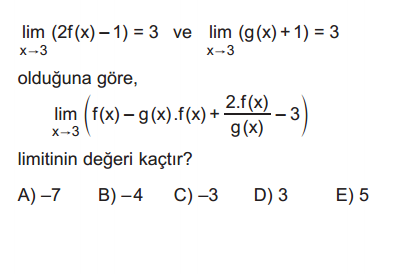 lim (2f(x) – 1) = 3 ve lim (g(x) + 1) = 3
x→3 x→3
olduğuna göre,
lim ( f(x) – g(x).f(x) + 2.f(x)/g(x) – 3 )
x→3
limitinin değeri kaçtır?
A) –7 B) –4 C) –3 D) 3 E) 5